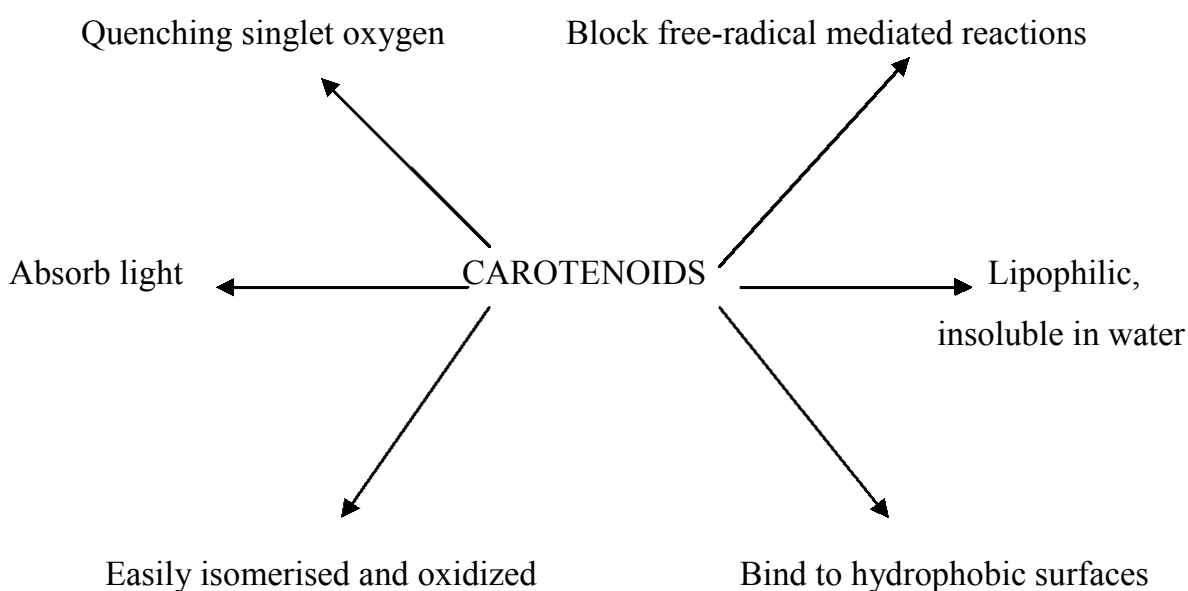 Quenching singlet oxygen
Block free-radical mediated reactions
Absorb light
CAROTENOIDS
Lipophilic,
insoluble in water
Easily isomerised and oxidized
Bind to hydrophobic surfaces